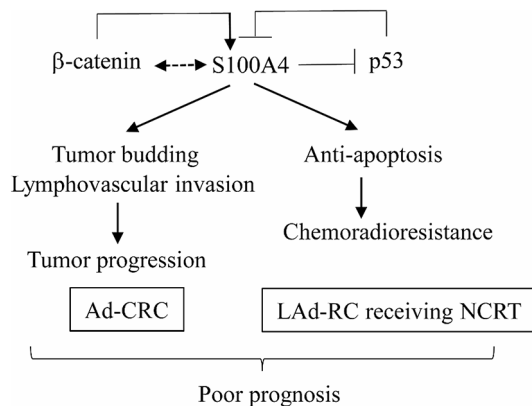 β-catenin
S100A4
p53
Tumor budding
Lymphovascular invasion
Anti-apoptosis
Chemoradioresistance
Tumor progression
Ad-CRC
LAd-RC receiving NCRT
Poor prognosis